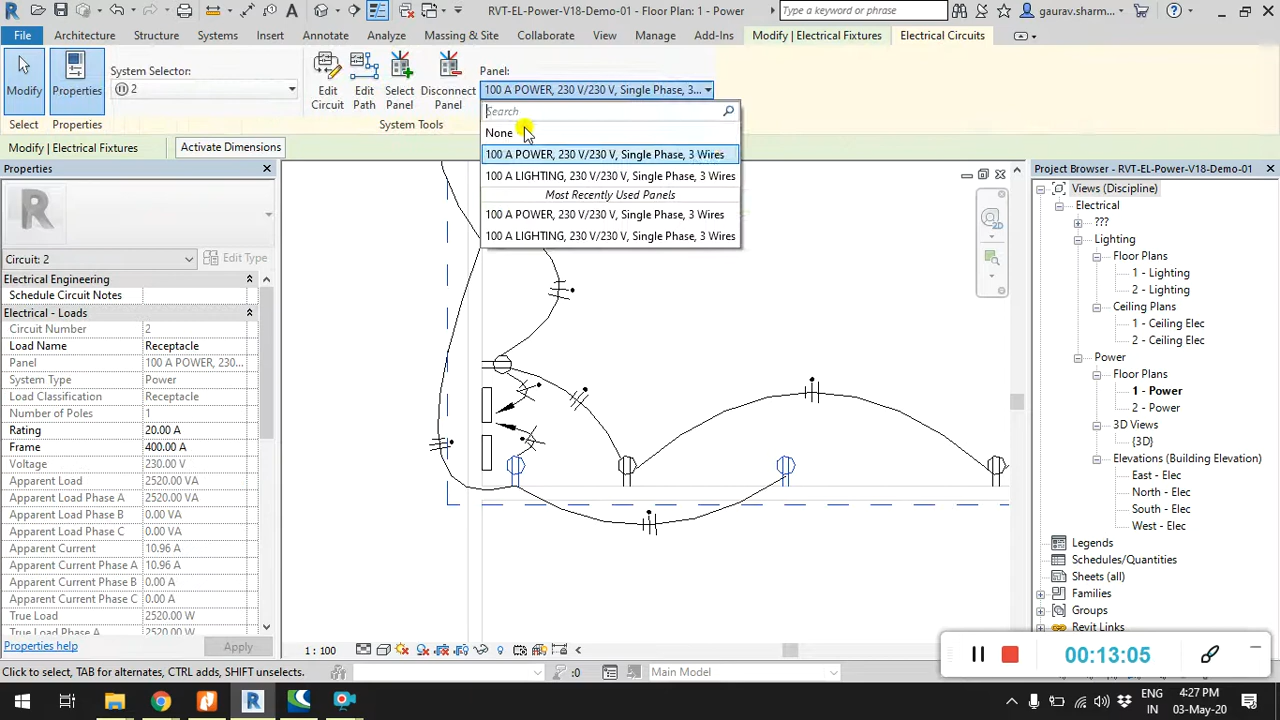 RVT-EL-Power-V18-Demo-01 - Floor Plan: 1 - Power
Type a keyword or phrase
gaurav.sharm...
File Architecture Structure Systems Insert Annotate Analyze Massing & Site Collaborate View Manage Add-Ins Modify | Electrical Fixtures Electrical Circuits
Modify
Properties
System Selector:
2
Edit Circuit
Edit Path
Select Panel
Disconnect Panel
Panel:
100 A POWER, 230 V/230 V, Single Phase, 3...
Select Properties System Tools
Search
None
100 A POWER, 230 V/230 V, Single Phase, 3 Wires
100 A LIGHTING, 230 V/230 V, Single Phase, 3 Wires
Most Recently Used Panels
100 A POWER, 230 V/230 V, Single Phase, 3 Wires
100 A LIGHTING, 230 V/230 V, Single Phase, 3 Wires
Modify | Electrical Fixtures Activate Dimensions
Properties
R
Circuit: 2 Edit Type
Electrical Engineering
Schedule Circuit Notes
Electrical - Loads
Circuit Number 2
Load Name Receptacle
Panel 100 A POWER, 230...
System Type Power
Load Classification Receptacle
Number of Poles 1
Rating 20.00 A
Frame 400.00 A
Voltage 230.00 V
Apparent Load 2520.00 VA
Apparent Load Phase A 2520.00 VA
Apparent Load Phase B 0.00 VA
Apparent Load Phase C 0.00 VA
Apparent Current 10.96 A
Apparent Current Phase A 10.96 A
Apparent Current Phase B 0.00 A
Apparent Current Phase C 0.00 A
True Load 2520.00 W
True Load Phase A 2520.00 W
Properties help Apply
Project Browser - RVT-EL-Power-V18-Demo-01
Views (Discipline)
Electrical
???
Lighting
Floor Plans
1 - Lighting
2 - Lighting
Ceiling Plans
1 - Ceiling Elec
2 - Ceiling Elec
Power
Floor Plans
1 - Power
2 - Power
3D Views
{3D}
Elevations (Building Elevation)
East - Elec
North - Elec
South - Elec
West - Elec
Legends
Schedules/Quantities
Sheets (all)
Families
Groups
Revit Links
1 : 100
00:13:05
Click to select, TAB for alternates, CTRL adds, SHIFT unselects.
:0
Main Model
ENG
IN
4:27 PM
03-May-20